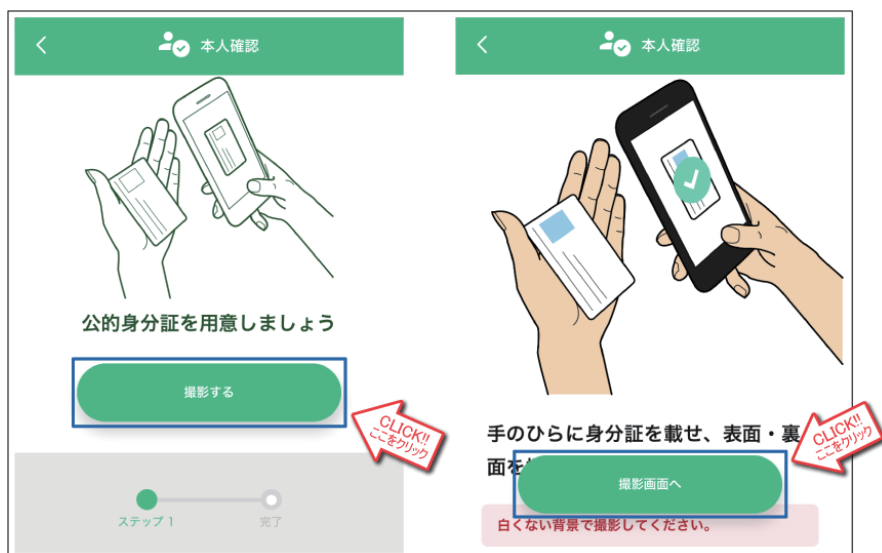 本人確認
公的身分証を用意しましょう
撮影する
CLICK!!
ここをクリック
ステップ 1
完了
本人確認
手のひらに身分証を載せ、表面・裏
面を
撮影画面へ
CLICK!!
ここをクリック
白くない背景で撮影してください。